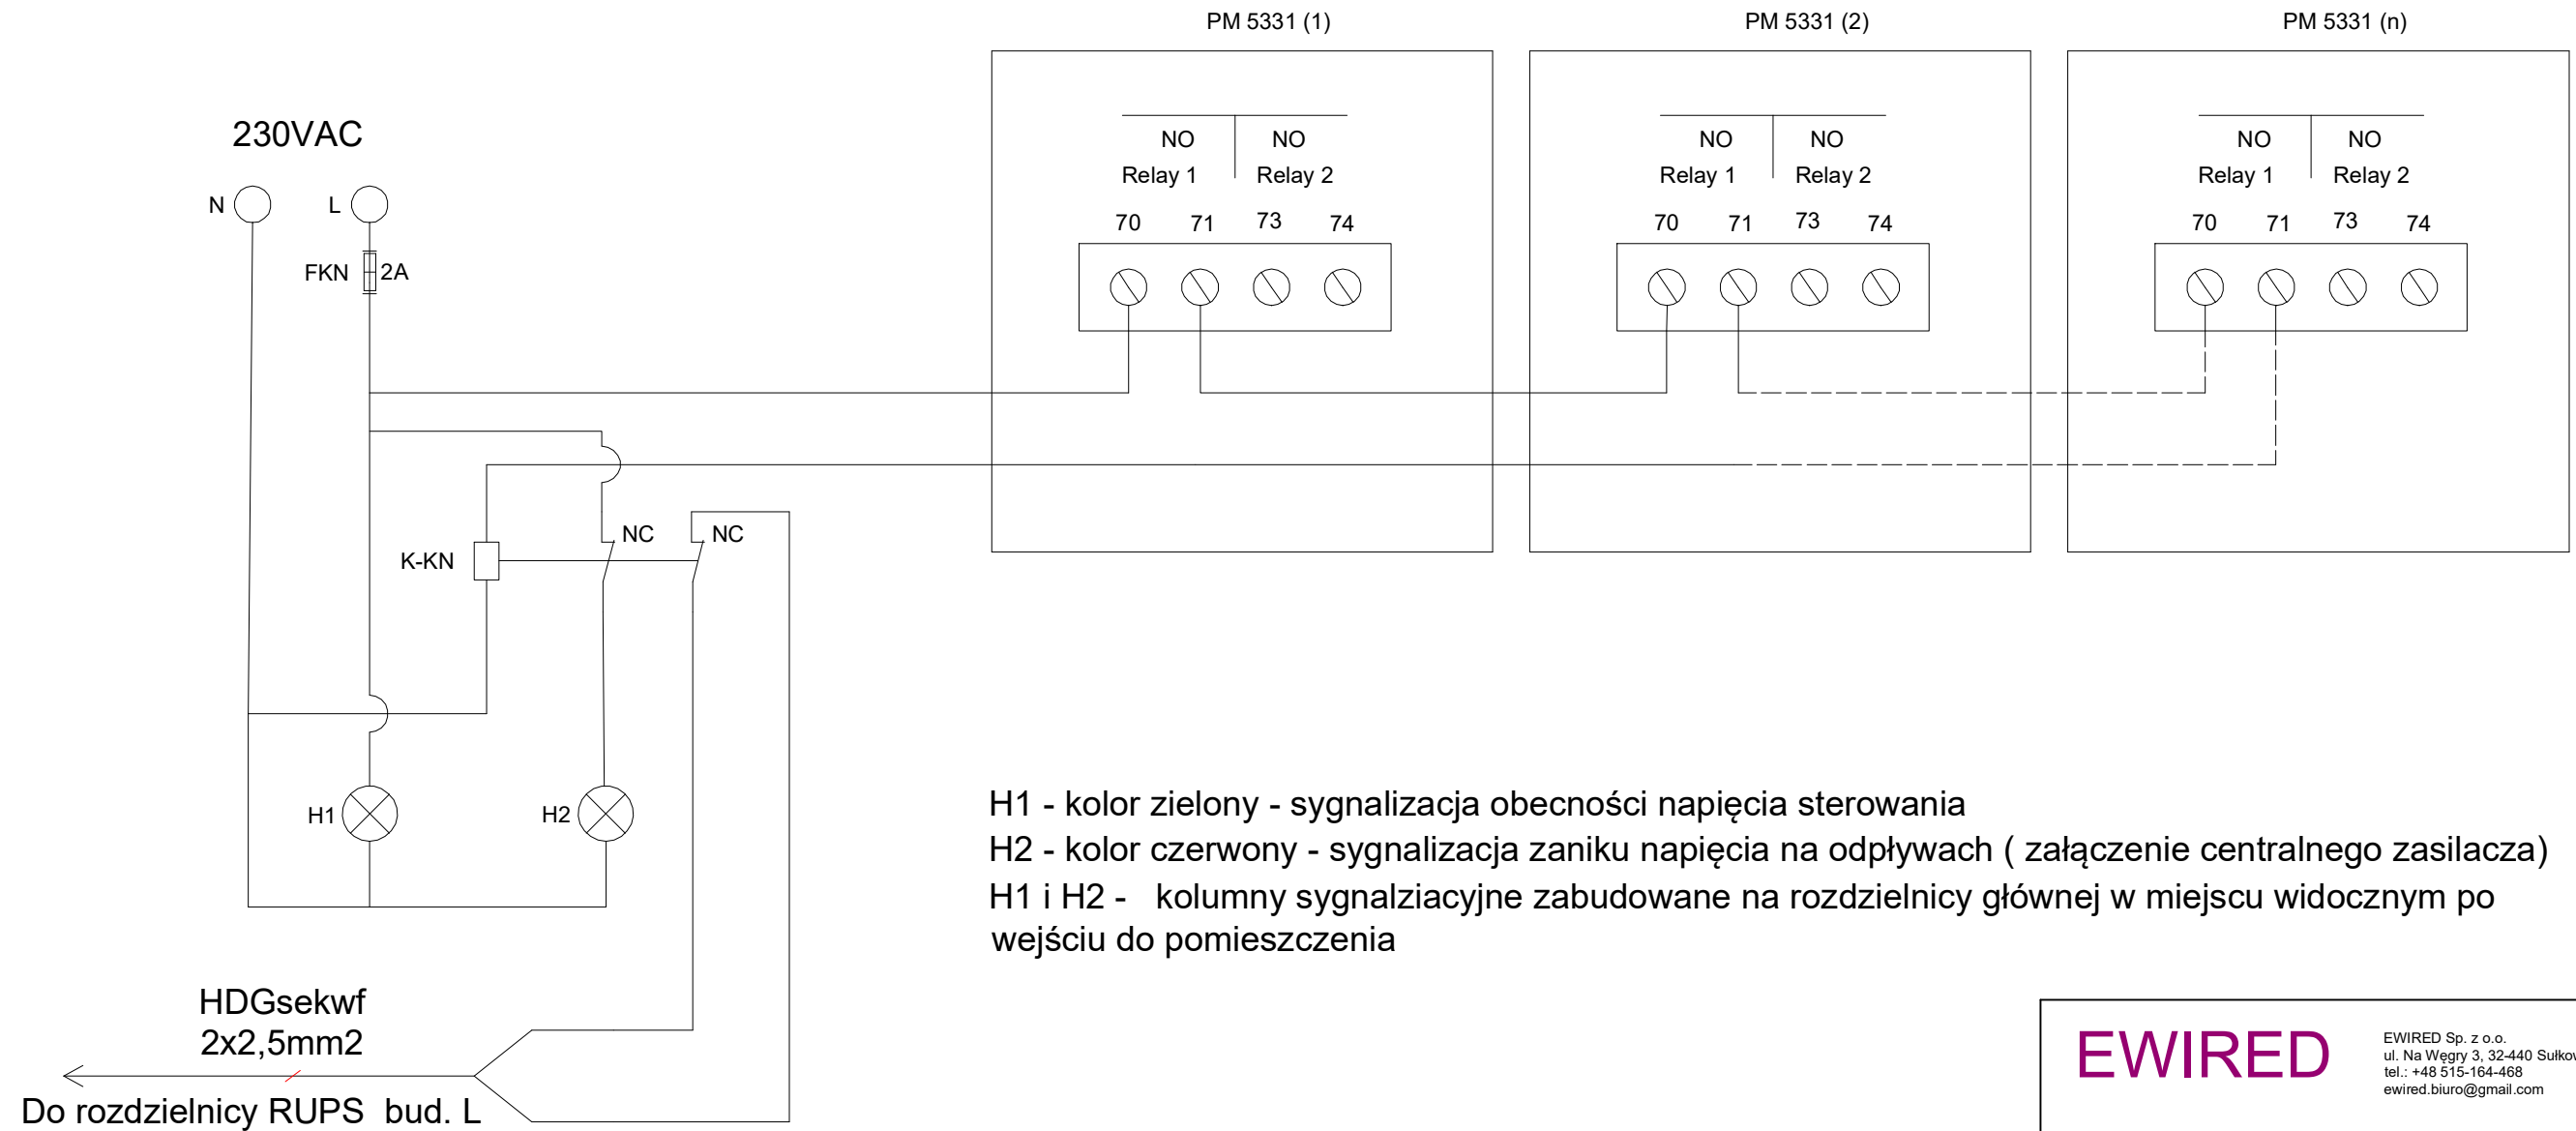 PM 5331 (1)
PM 5331 (2)
PM 5331 (n)
230VAC
N
L
FKN
2A
NO NO
Relay 1 Relay 2
70 71 73 74
NO NO
Relay 1 Relay 2
70 71 73 74
NO NO
Relay 1 Relay 2
70 71 73 74
K-KN
NC
NC
H1
H2
H1 - kolor zielony - sygnalizacja obecności napięcia sterowania
H2 - kolor czerwony - sygnalizacja zaniku napięcia na odpływach ( załączenie centralnego zasilacza)
H1 i H2 - kolumny sygnalziacyjne zabudowane na rozdzielnicy głównej w miejscu widocznym po
wejściu do pomieszczenia
HDGsekwf
2x2,5mm2
Do rozdzielnicy RUPS bud. L
EWIRED
EWIRED Sp. z o.o.
ul. Na Węgry 3, 32-440
tel.: +48 515-164-468
ewired.biuro@gmail.com